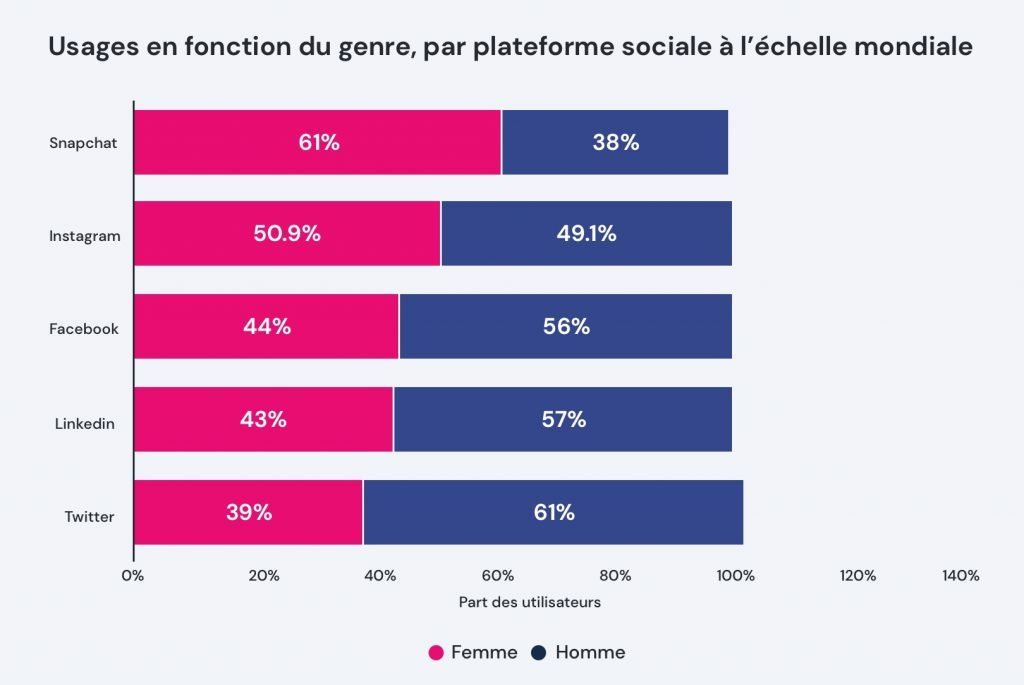 Usages en fonction du genre, par plateforme sociale à l’échelle mondiale
Snapchat 61% 38%
Instagram 50.9% 49.1%
Facebook 44% 56%
Linkedin 43% 57%
Twitter 39% 61%
0% 20% 40% 60% 80% 100% 120% 140%
Part des utilisateurs
Femme Homme